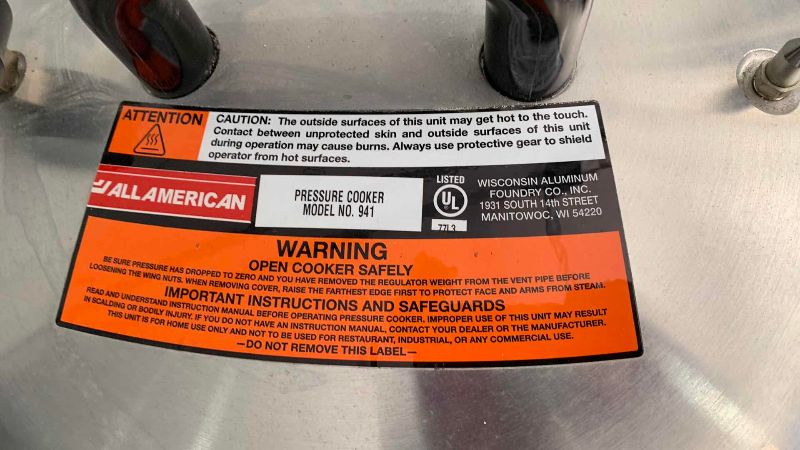 ATTENTION
CAUTION: The outside surfaces of this unit may get hot to the touch.
Contact between unprotected skin and outside surfaces of this unit
during operation may cause burns. Always use protective gear to shield
operator from hot surfaces.
ALL AMERICAN
PRESSURE COOKER
MODEL NO. 941
LISTED
UL
77L3
WISCONSIN ALUMINUM
FOUNDRY CO., INC.
1931 SOUTH 14th STREET
MANITOWOC, WI 54220
WARNING
OPEN COOKER SAFELY
BE SURE PRESSURE HAS DROPPED TO ZERO AND YOU HAVE REMOVED THE REGULATOR WEIGHT FROM THE VENT PIPE BEFORE
LOOSENING THE WING NUTS. WHEN REMOVING COVER, RAISE THE FARTHEST EDGE FIRST TO PROTECT FACE AND ARMS FROM STEAM.
IMPORTANT INSTRUCTIONS AND SAFEGUARDS
READ AND UNDERSTAND INSTRUCTION MANUAL BEFORE OPERATING PRESSURE COOKER. IMPROPER USE OF THIS UNIT MAY RESULT
IN SCALDING OR BODILY INJURY. IF YOU DO NOT HAVE AN INSTRUCTION MANUAL, CONTACT YOUR DEALER OR THE MANUFACTURER.
THIS UNIT IS FOR HOME USE ONLY AND NOT TO BE USED FOR RESTAURANT, INDUSTRIAL, OR ANY COMMERCIAL USE.
—DO NOT REMOVE THIS LABEL—